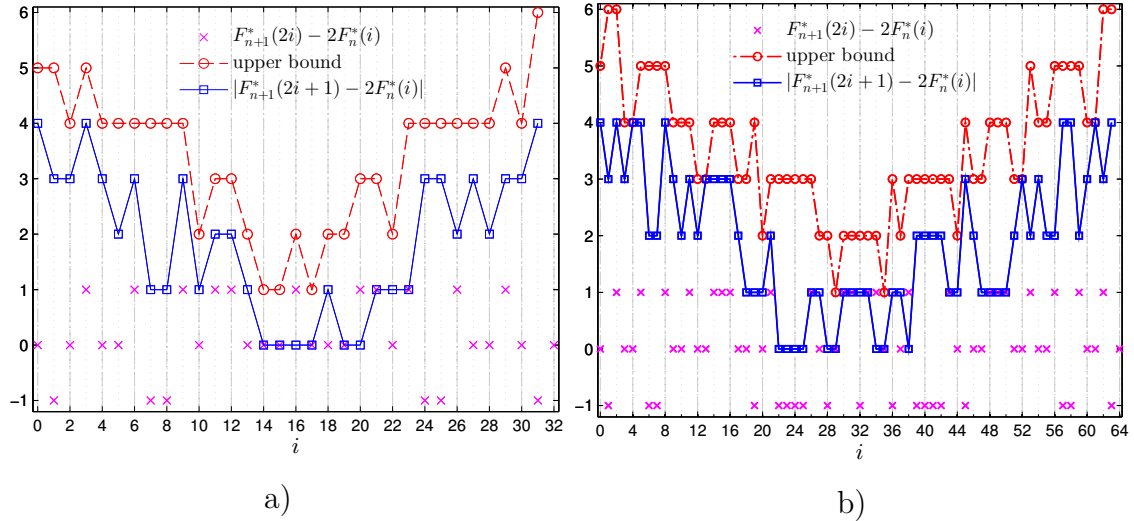 6
5
4
3
2
1
0
−1
F*ₙ₊₁(2i) − 2F*ₙ(i)
upper bound
|F*ₙ₊₁(2i + 1) − 2F*ₙ(i)|
0 2 4 6 8 10 12 14 16 18 20 22 24 26 28 30 32
i
a)
6
5
4
3
2
1
0
−1
F*ₙ₊₁(2i) − 2F*ₙ(i)
upper bound
|F*ₙ₊₁(2i + 1) − 2F*ₙ(i)|
0 4 8 12 16 20 24 28 32 36 40 44 48 52 56 60 64
i
b)